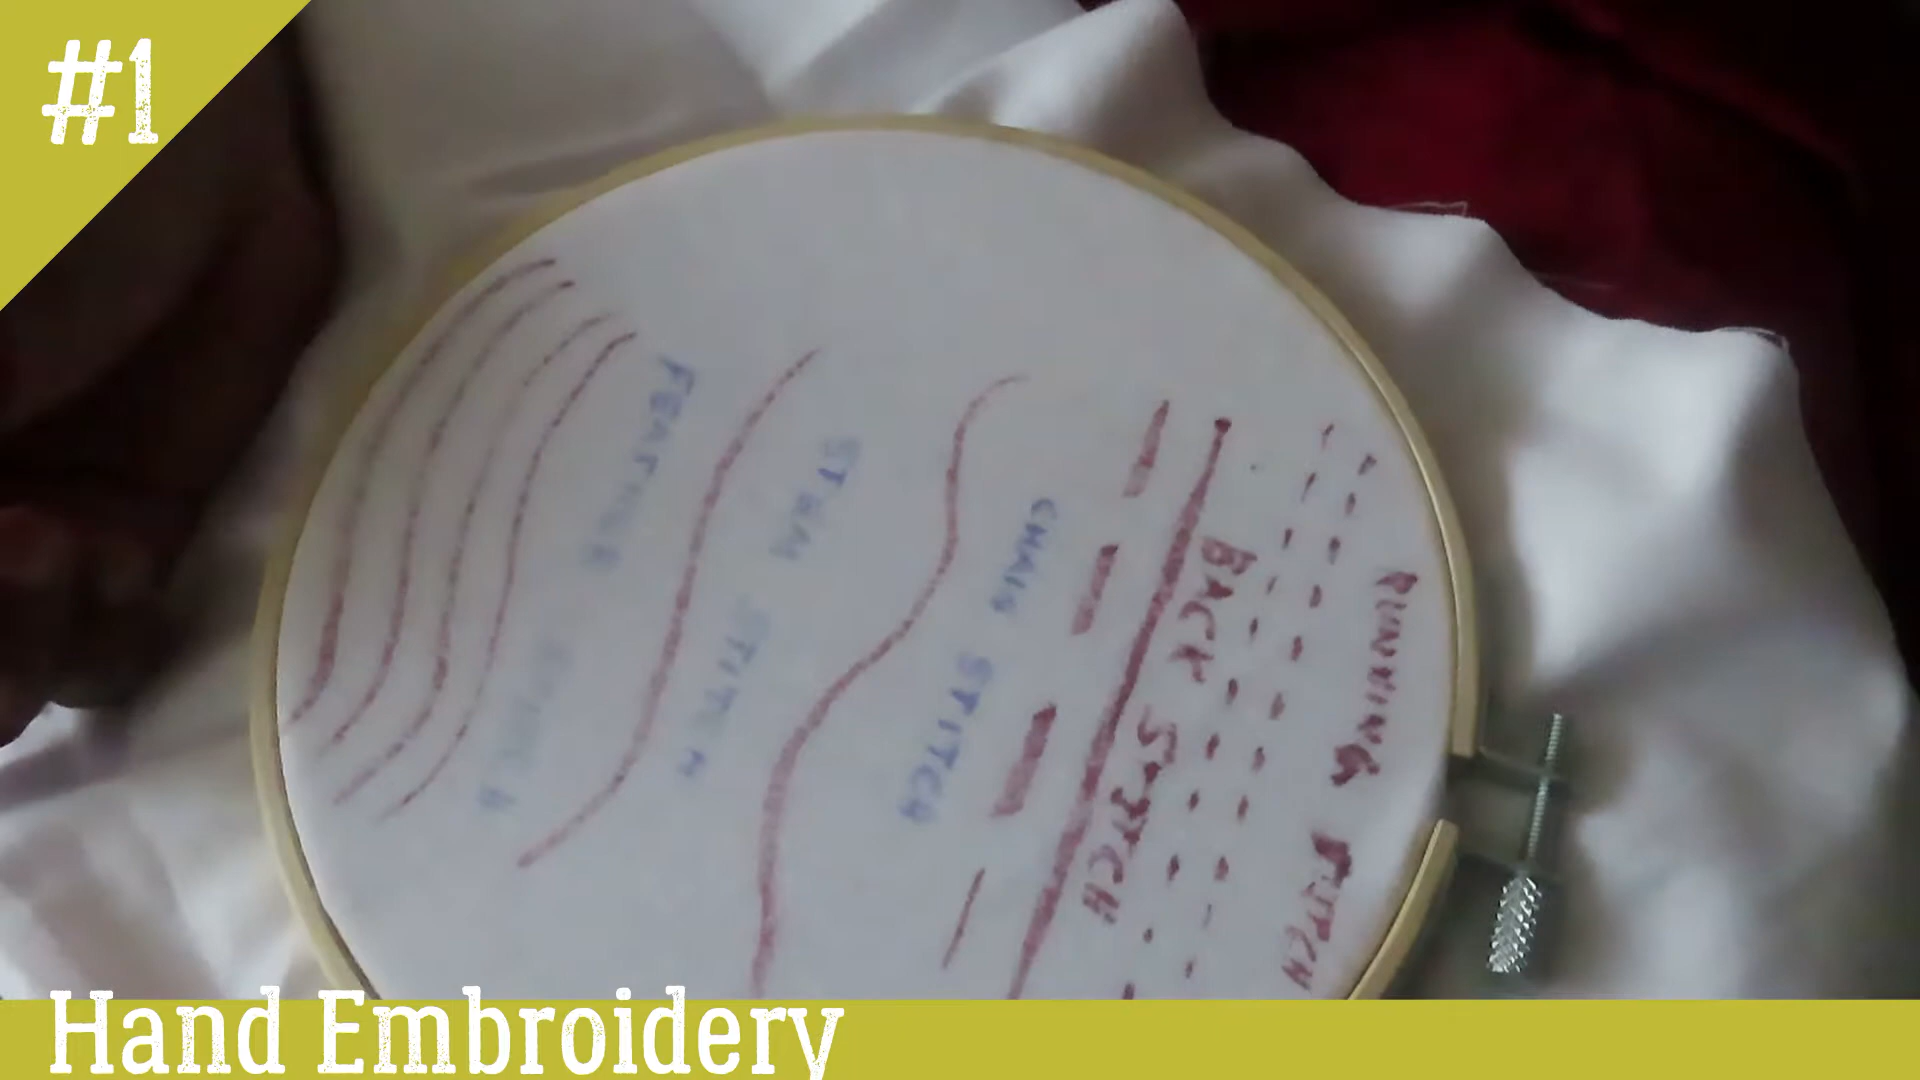 #1
FEATHER
STEM STITCH
CHAIN STITCH
BACK STITCH
RUNNING STITCH
Hand Embroidery